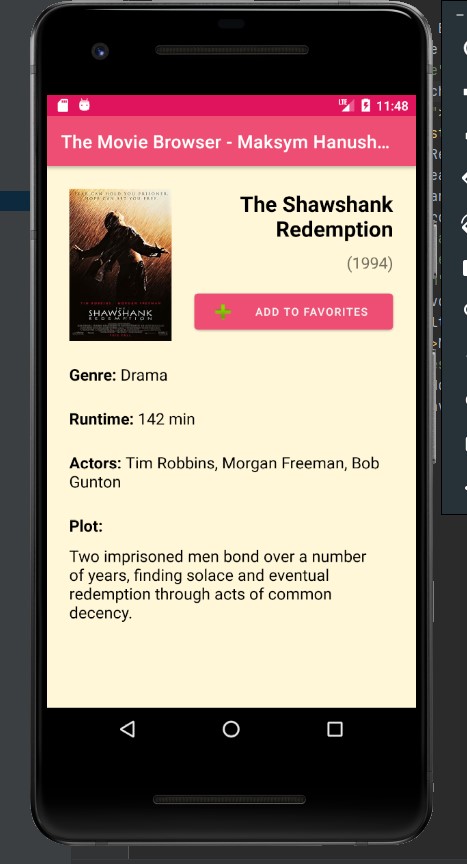 LTE 11:48
The Movie Browser - Maksym Hanush…
FEAR CAN HOLD YOU PRISONER.
HOPE CAN SET YOU FREE.
TIM ROBBINS MORGAN FREEMAN
THE
SHAWSHANK
REDEMPTION
The Shawshank
Redemption
(1994)
ADD TO FAVORITES
Genre: Drama
Runtime: 142 min
Actors: Tim Robbins, Morgan Freeman, Bob
Gunton
Plot:
Two imprisoned men bond over a number
of years, finding solace and eventual
redemption through acts of common
decency.